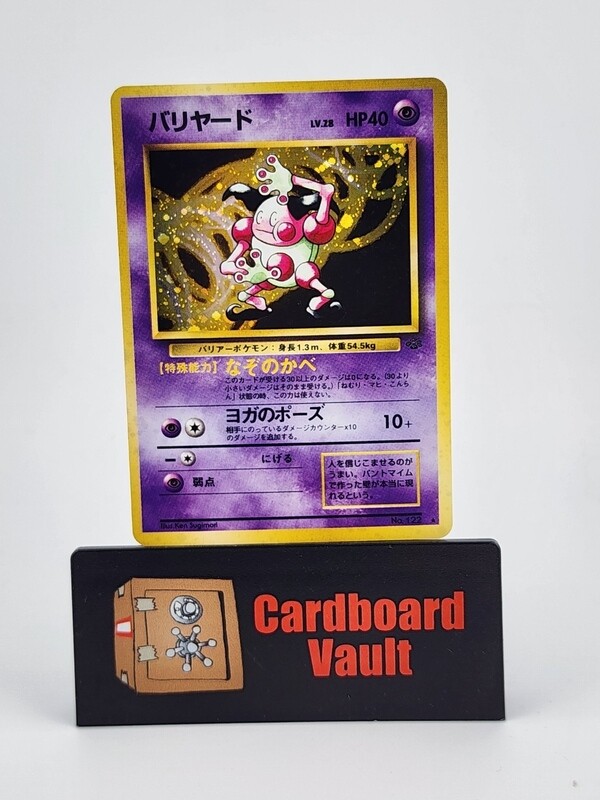 バリヤード LV.28 HP40
バリアーポケモン：身長1.3m、体重54.5kg
［特殊能力］なぞのかべ
このカードが受ける30以上のダメージは0になる。（30より
小さいダメージはそのまま受ける。）「ねむり・マヒ・こんら
ん」状態の時、この力は使えない。
ヨガのポーズ 10+
相手にのっているダメージカウンター×10
のダメージを追加する。
にげる
弱点
人を信じこませるのが
うまい。パントマイム
で作った壁が本当に現
れるという。
Illus.Ken Sugimori No.122 ★
Cardboard
Vault